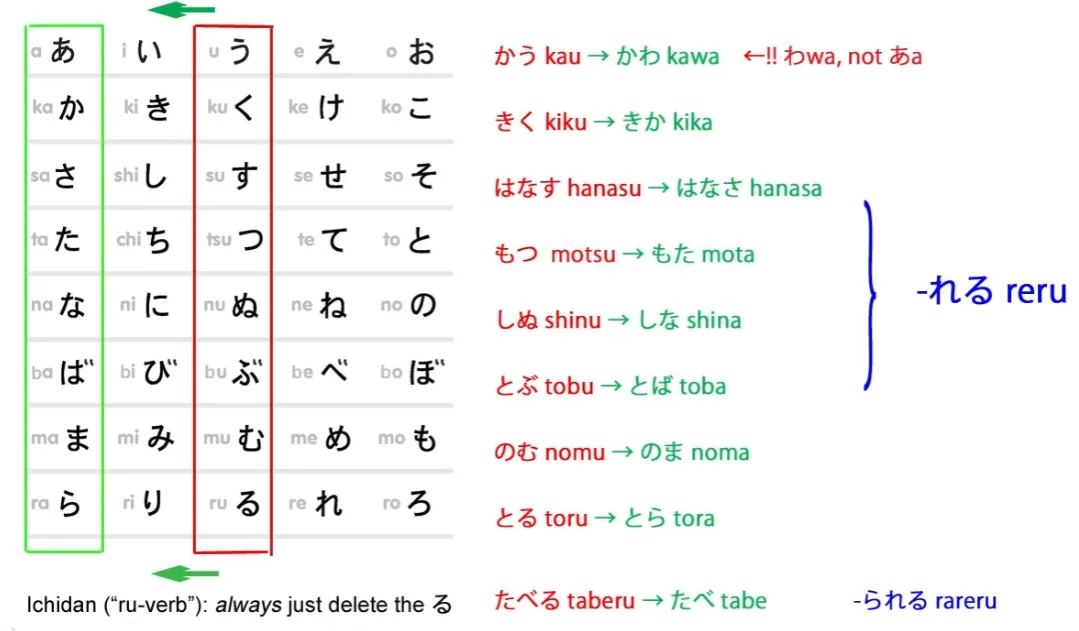 a あ i い u う e え o お
かう kau → かわ kawa ←!! わwa, not あa
ka か ki き ku く ke け ko こ
きく kiku → きか kika
sa さ shi し su す se せ so そ
はなす hanasu → はなさ hanasa
ta た chi ち tsu つ te て to と
もつ motsu → もた mota
na な ni に nu ぬ ne ね no の
しぬ shinu → しな shina
-れる reru
ba ば bi び bu ぶ be べ bo ぼ
とぶ tobu → とば toba
ma ま mi み mu む me め mo も
のむ nomu → のま noma
ra ら ri り ru る re れ ro ろ
とる toru → とら tora
Ichidan (“ru-verb”): always just delete the る
たべる taberu → たべ tabe
-られる rareru